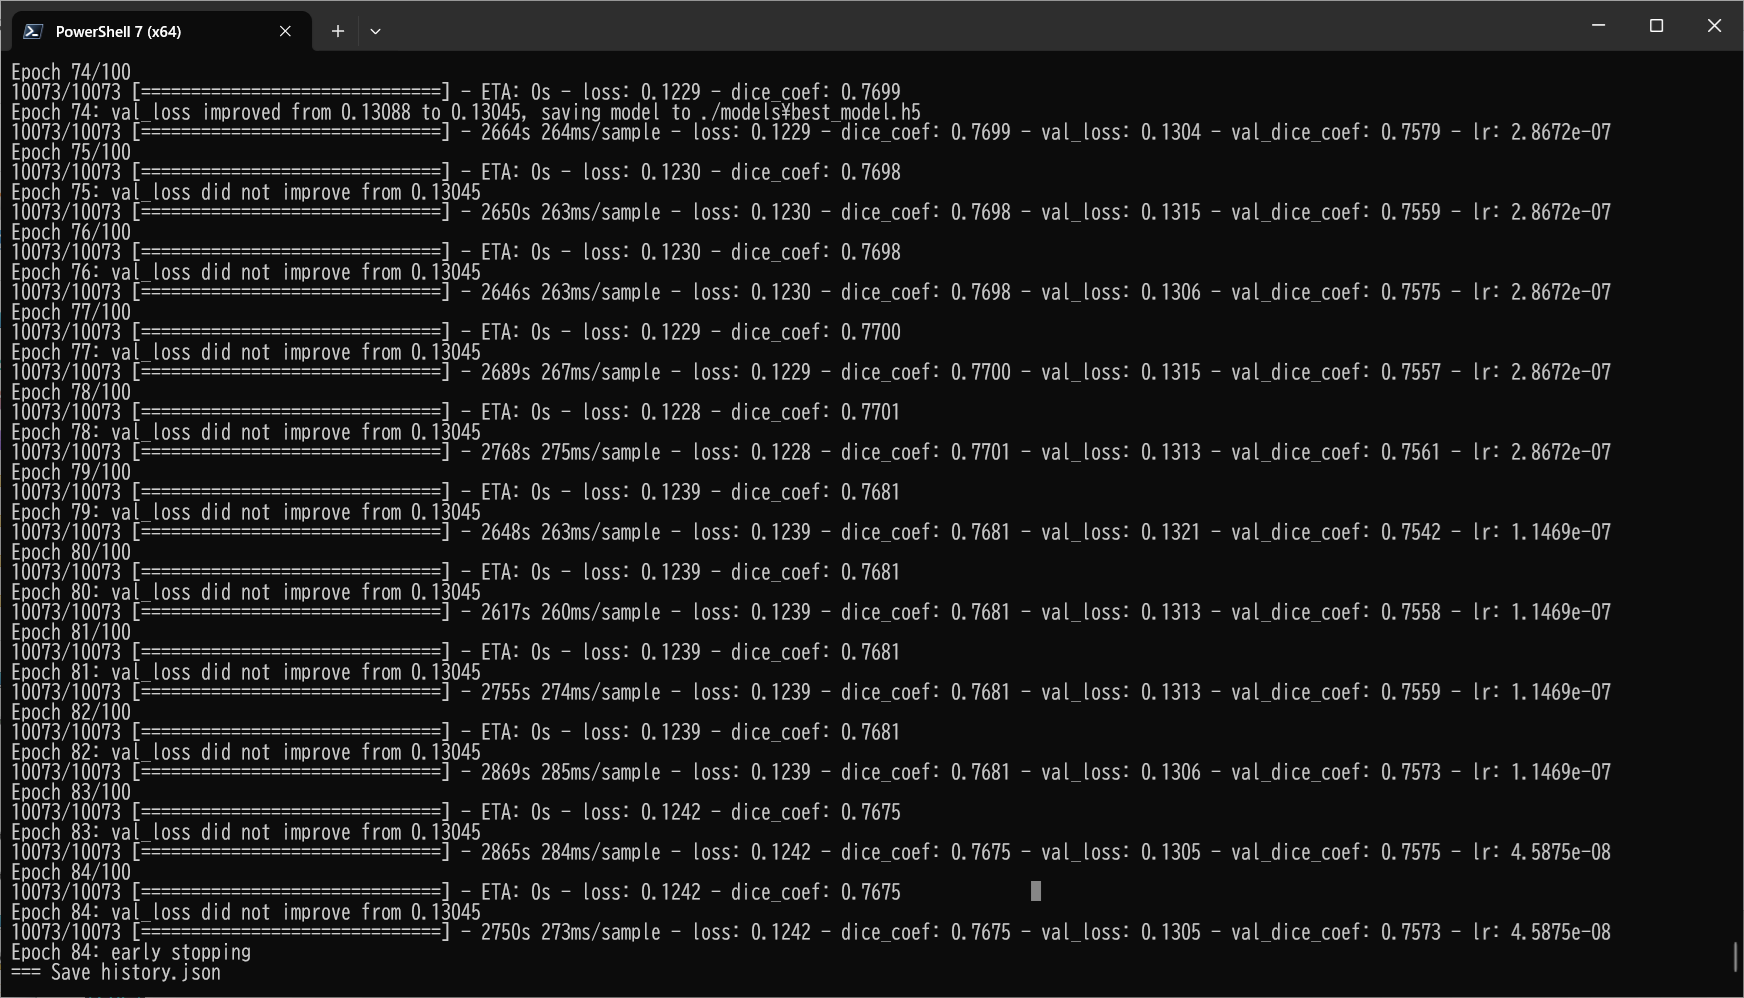 PowerShell 7 (x64)
Epoch 74/100
10073/10073 [==============================] - ETA: 0s - loss: 0.1229 - dice_coef: 0.7699
Epoch 74: val_loss improved from 0.13088 to 0.13045, saving model to ./models¥best_model.h5
10073/10073 [==============================] - 2664s 264ms/sample - loss: 0.1229 - dice_coef: 0.7699 - val_loss: 0.1304 - val_dice_coef: 0.7579 - lr: 2.8672e-07
Epoch 75/100
10073/10073 [==============================] - ETA: 0s - loss: 0.1230 - dice_coef: 0.7698
Epoch 75: val_loss did not improve from 0.13045
10073/10073 [==============================] - 2650s 263ms/sample - loss: 0.1230 - dice_coef: 0.7698 - val_loss: 0.1315 - val_dice_coef: 0.7559 - lr: 2.8672e-07
Epoch 76/100
10073/10073 [==============================] - ETA: 0s - loss: 0.1230 - dice_coef: 0.7698
Epoch 76: val_loss did not improve from 0.13045
10073/10073 [==============================] - 2646s 263ms/sample - loss: 0.1230 - dice_coef: 0.7698 - val_loss: 0.1306 - val_dice_coef: 0.7575 - lr: 2.8672e-07
Epoch 77/100
10073/10073 [==============================] - ETA: 0s - loss: 0.1229 - dice_coef: 0.7700
Epoch 77: val_loss did not improve from 0.13045
10073/10073 [==============================] - 2689s 267ms/sample - loss: 0.1229 - dice_coef: 0.7700 - val_loss: 0.1315 - val_dice_coef: 0.7557 - lr: 2.8672e-07
Epoch 78/100
10073/10073 [==============================] - ETA: 0s - loss: 0.1228 - dice_coef: 0.7701
Epoch 78: val_loss did not improve from 0.13045
10073/10073 [==============================] - 2768s 275ms/sample - loss: 0.1228 - dice_coef: 0.7701 - val_loss: 0.1313 - val_dice_coef: 0.7561 - lr: 2.8672e-07
Epoch 79/100
10073/10073 [==============================] - ETA: 0s - loss: 0.1239 - dice_coef: 0.7681
Epoch 79: val_loss did not improve from 0.13045
10073/10073 [==============================] - 2648s 263ms/sample - loss: 0.1239 - dice_coef: 0.7681 - val_loss: 0.1321 - val_dice_coef: 0.7542 - lr: 1.1469e-07
Epoch 80/100
10073/10073 [==============================] - ETA: 0s - loss: 0.1239 - dice_coef: 0.7681
Epoch 80: val_loss did not improve from 0.13045
10073/10073 [==============================] - 2617s 260ms/sample - loss: 0.1239 - dice_coef: 0.7681 - val_loss: 0.1313 - val_dice_coef: 0.7558 - lr: 1.1469e-07
Epoch 81/100
10073/10073 [==============================] - ETA: 0s - loss: 0.1239 - dice_coef: 0.7681
Epoch 81: val_loss did not improve from 0.13045
10073/10073 [==============================] - 2755s 274ms/sample - loss: 0.1239 - dice_coef: 0.7681 - val_loss: 0.1313 - val_dice_coef: 0.7559 - lr: 1.1469e-07
Epoch 82/100
10073/10073 [==============================] - ETA: 0s - loss: 0.1239 - dice_coef: 0.7681
Epoch 82: val_loss did not improve from 0.13045
10073/10073 [==============================] - 2869s 285ms/sample - loss: 0.1239 - dice_coef: 0.7681 - val_loss: 0.1306 - val_dice_coef: 0.7573 - lr: 1.1469e-07
Epoch 83/100
10073/10073 [==============================] - ETA: 0s - loss: 0.1242 - dice_coef: 0.7675
Epoch 83: val_loss did not improve from 0.13045
10073/10073 [==============================] - 2865s 284ms/sample - loss: 0.1242 - dice_coef: 0.7675 - val_loss: 0.1305 - val_dice_coef: 0.7575 - lr: 4.5875e-08
Epoch 84/100
10073/10073 [==============================] - ETA: 0s - loss: 0.1242 - dice_coef: 0.7675
Epoch 84: val_loss did not improve from 0.13045
10073/10073 [==============================] - 2750s 273ms/sample - loss: 0.1242 - dice_coef: 0.7675 - val_loss: 0.1305 - val_dice_coef: 0.7573 - lr: 4.5875e-08
Epoch 84: early stopping
=== Save history.json